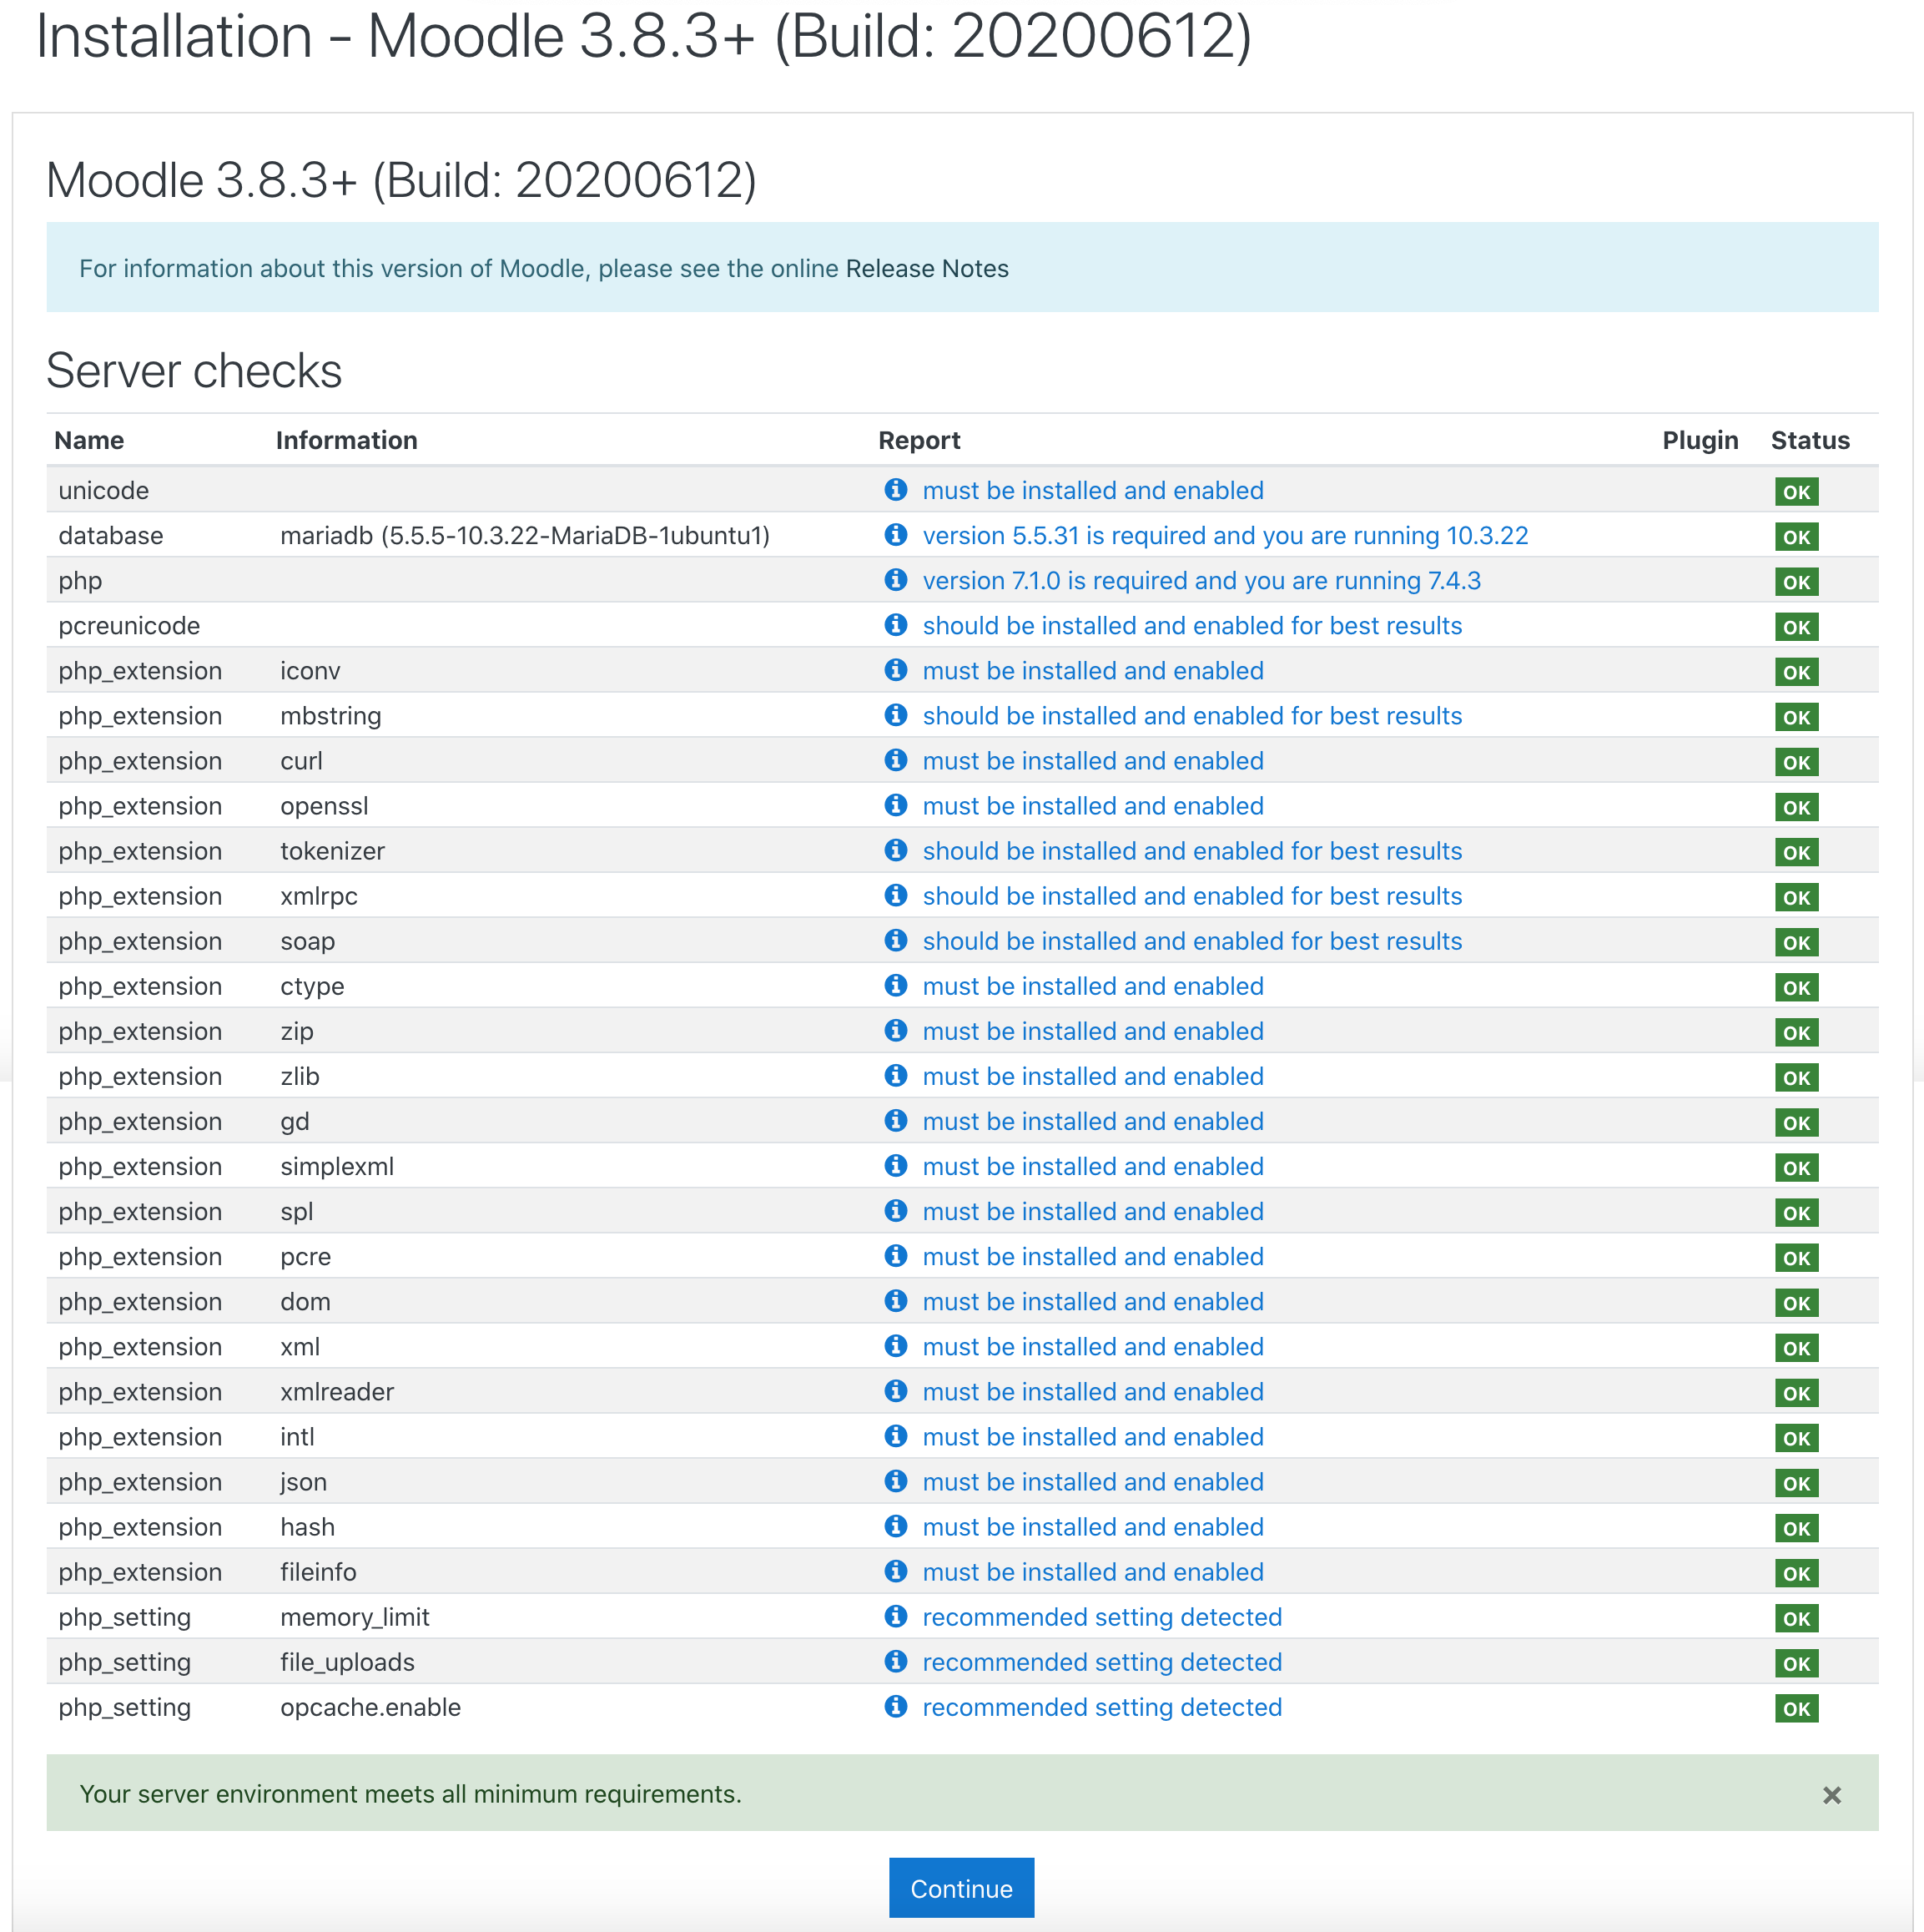 Installation - Moodle 3.8.3+ (Build: 20200612)
Moodle 3.8.3+ (Build: 20200612)
For information about this version of Moodle, please see the online Release Notes
Server checks
Name Information Report Plugin Status
unicode must be installed and enabled OK
database mariadb (5.5.5-10.3.22-MariaDB-1ubuntu1) version 5.5.31 is required and you are running 10.3.22 OK
php version 7.1.0 is required and you are running 7.4.3 OK
pcreunicode should be installed and enabled for best results OK
php_extension iconv must be installed and enabled OK
php_extension mbstring should be installed and enabled for best results OK
php_extension curl must be installed and enabled OK
php_extension openssl must be installed and enabled OK
php_extension tokenizer should be installed and enabled for best results OK
php_extension xmlrpc should be installed and enabled for best results OK
php_extension soap should be installed and enabled for best results OK
php_extension ctype must be installed and enabled OK
php_extension zip must be installed and enabled OK
php_extension zlib must be installed and enabled OK
php_extension gd must be installed and enabled OK
php_extension simplexml must be installed and enabled OK
php_extension spl must be installed and enabled OK
php_extension pcre must be installed and enabled OK
php_extension dom must be installed and enabled OK
php_extension xml must be installed and enabled OK
php_extension xmlreader must be installed and enabled OK
php_extension intl must be installed and enabled OK
php_extension json must be installed and enabled OK
php_extension hash must be installed and enabled OK
php_extension fileinfo must be installed and enabled OK
php_setting memory_limit recommended setting detected OK
php_setting file_uploads recommended setting detected OK
php_setting opcache.enable recommended setting detected OK
Your server environment meets all minimum requirements. ×
Continue